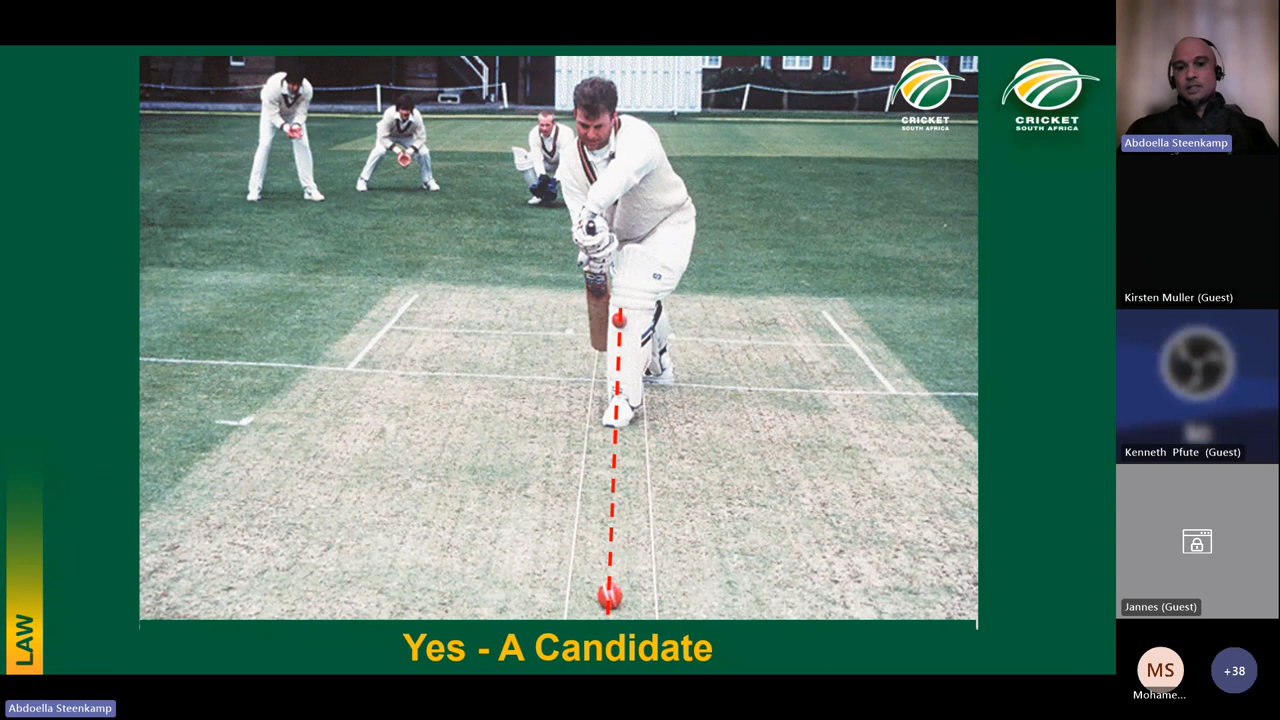 CRICKET
SOUTH AFRICA
CRICKET
SOUTH AFRICA
LAW
Yes - A Candidate
Abdoella Steenkamp
Abdoella Steenkamp
Kirsten Muller (Guest)
Kenneth Pfute (Guest)
Jannes (Guest)
MS
Mohame...
+38